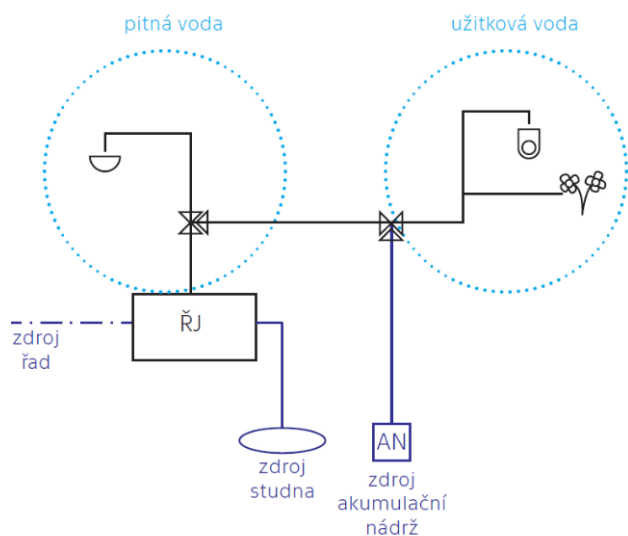 pitná voda
užitková voda
ŘJ
zdroj
řad
AN
zdroj
studna
zdroj
akumulační
nádrž